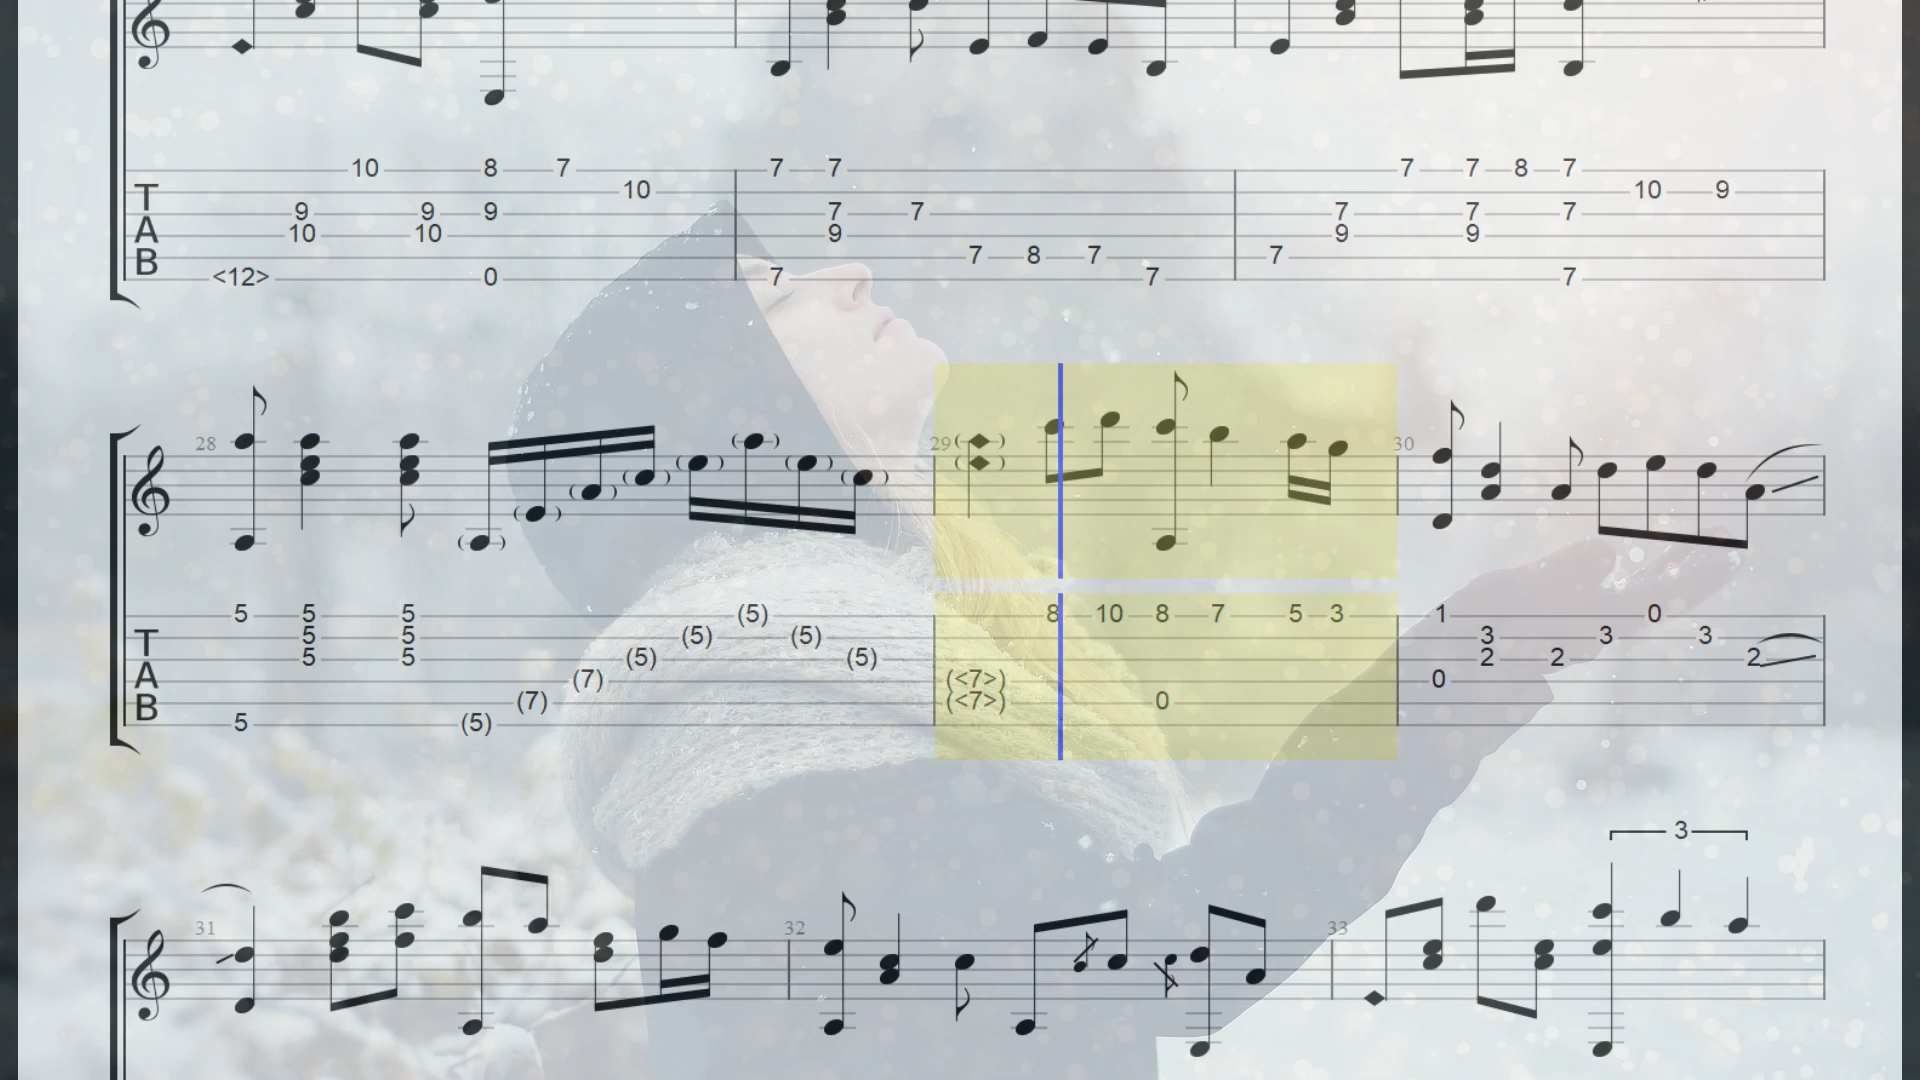 10 8 7 7 7 7 7 8 7
T 10 10 9
9 9 9 7 7 7 7 7
A 10 10 9 9 9
B 7 8 7 7
<12> 0 7 7 7
28 29 30
5 5 5 (5) 8 10 8 7 5 3 1 0
T 5 5 (5) (5) 3 3 3
5 5 (5) (5) 2 2 2
A (7) (<7>) 0
B (7) (<7>) 0
5 (5)
3
31 32 33